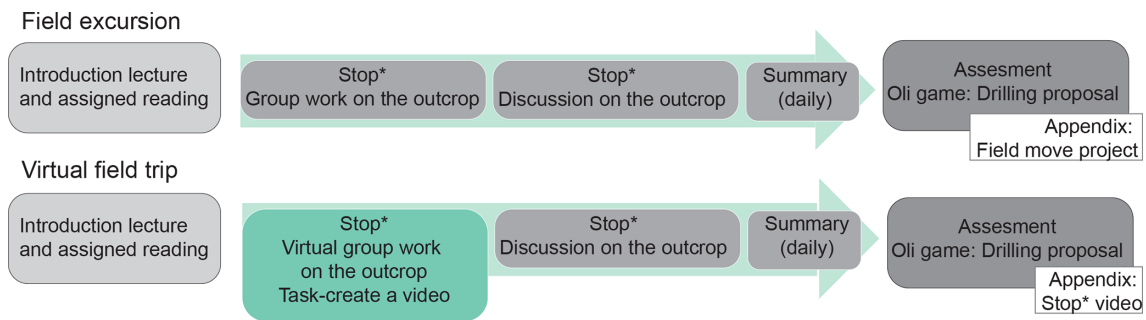 Field excursion
Introduction lecture
and assigned reading
Stop*
Group work on the outcrop
Stop*
Discussion on the outcrop
Summary
(daily)
Assesment
Oli game: Drilling proposal
Appendix:
Field move project
Virtual field trip
Introduction lecture
and assigned reading
Stop*
Virtual group work
on the outcrop
Task-create a video
Stop*
Discussion on the outcrop
Summary
(daily)
Assesment
Oli game: Drilling proposal
Appendix:
Stop* video